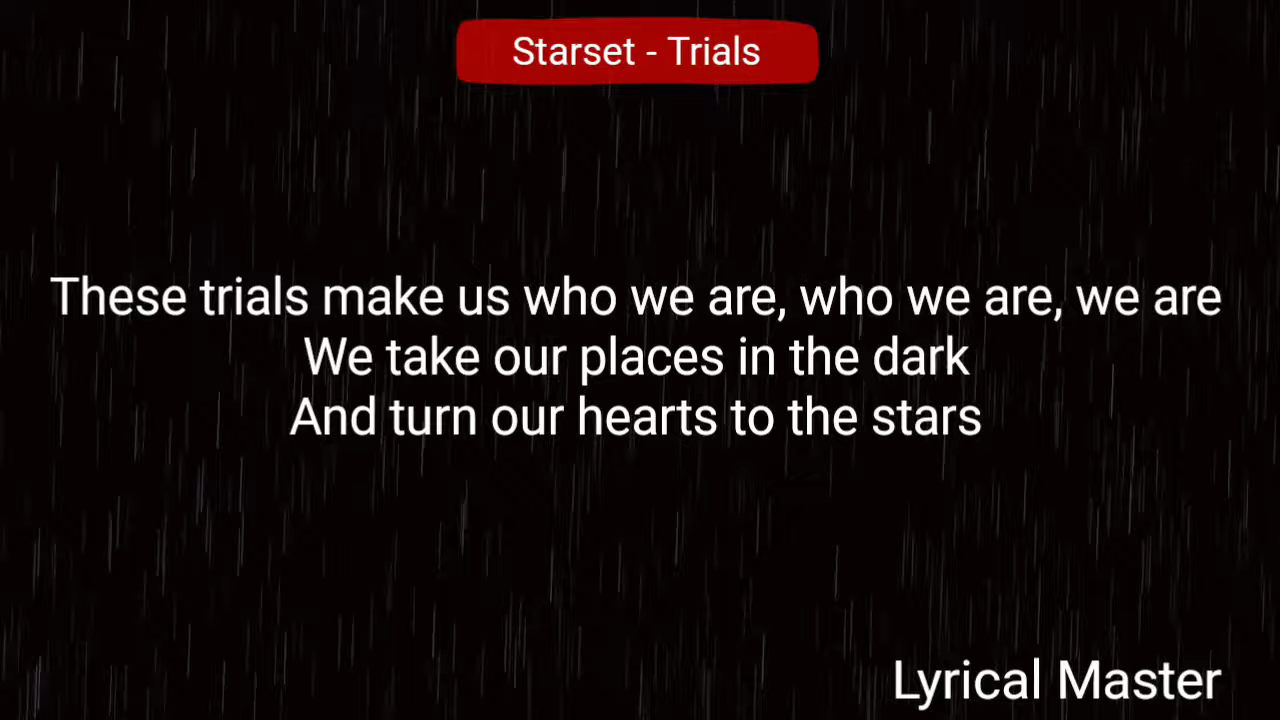 Starset - Trials
These trials make us who we are, who we are, we are
We take our places in the dark
And turn our hearts to the stars
Lyrical Master